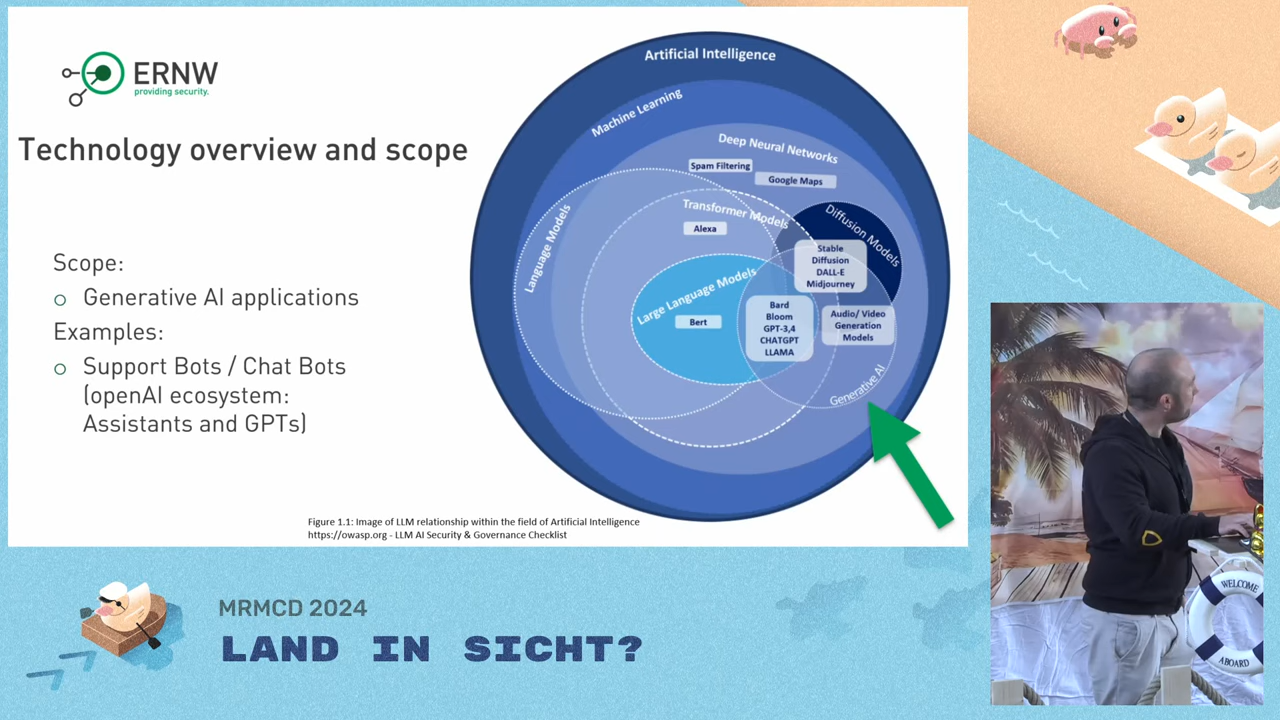 ERNW
providing security.
Technology overview and scope
Scope:
Generative AI applications
Examples:
Support Bots / Chat Bots
(openAI ecosystem:
Assistants and GPTs)
Artificial Intelligence
Machine Learning
Deep Neural Networks
Spam Filtering
Google Maps
Language Models
Transformer Models
Alexa
Diffusion Models
Stable
Diffusion
DALL-E
Midjourney
Large Language Models
Bert
Bard
Bloom
GPT-3,4
CHATGPT
LLAMA
Audio/ Video
Generation
Models
Generative AI
Figure 1.1: Image of LLM relationship within the field of Artificial Intelligence
https://owasp.org - LLM AI Security & Governance Checklist
MRMCD 2024
LAND IN SICHT?
WELCOME
ABOARD